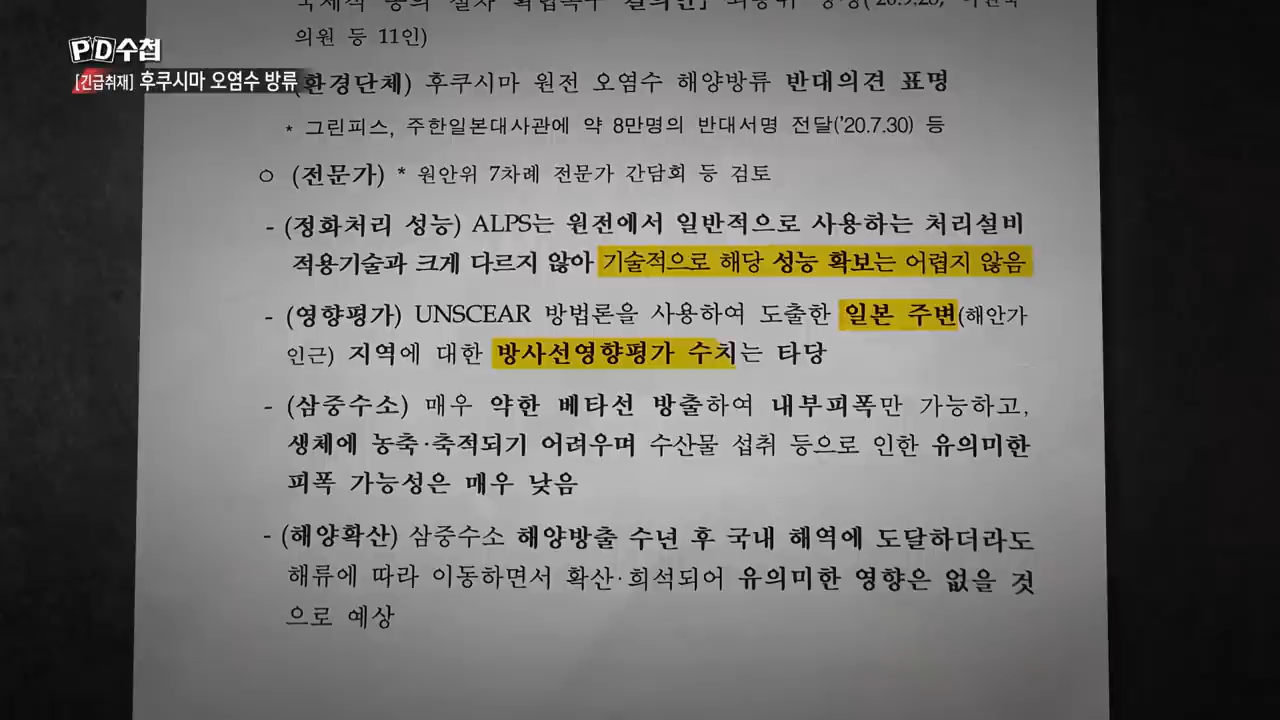 PD수첩
[긴급취재] 후쿠시마 오염수 방류
의원 등 11인)
(환경단체) 후쿠시마 원전 오염수 해양방류 반대의견 표명
* 그린피스, 주한일본대사관에 약 8만명의 반대서명 전달('20.7.30) 등
○ (전문가) * 원안위 7차례 전문가 간담회 등 검토
- (정화처리 성능) ALPS는 원전에서 일반적으로 사용하는 처리설비
적용기술과 크게 다르지 않아 기술적으로 해당 성능 확보는 어렵지 않음
- (영향평가) UNSCEAR 방법론을 사용하여 도출한 일본 주변(해안가
인근) 지역에 대한 방사선영향평가 수치는 타당
- (삼중수소) 매우 약한 베타선 방출하여 내부피폭만 가능하고,
생체에 농축·축적되기 어려우며 수산물 섭취 등으로 인한 유의미한
피폭 가능성은 매우 낮음
- (해양확산) 삼중수소 해양방출 수년 후 국내 해역에 도달하더라도
해류에 따라 이동하면서 확산·희석되어 유의미한 영향은 없을 것
으로 예상